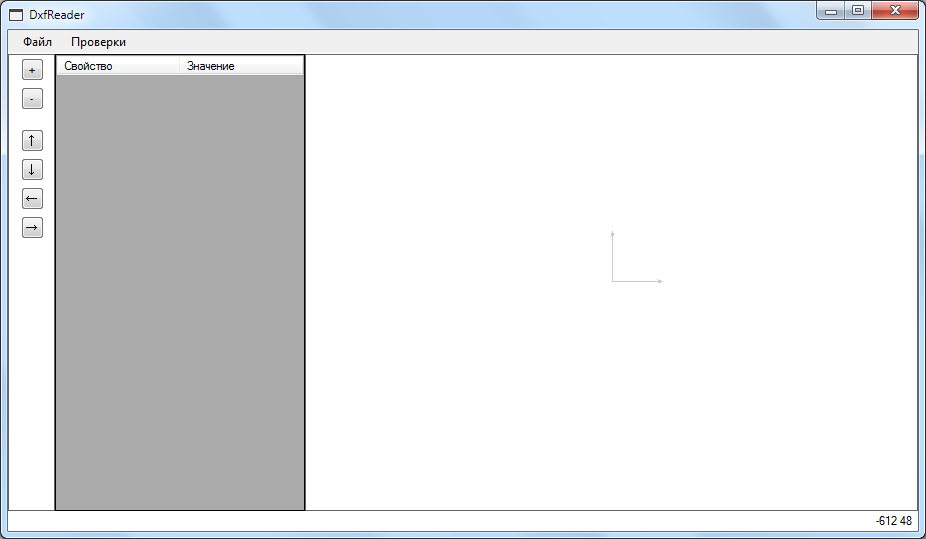 DxfReader
Файл Проверки
+
-
↑
↓
←
→
Свойство Значение
-612 48